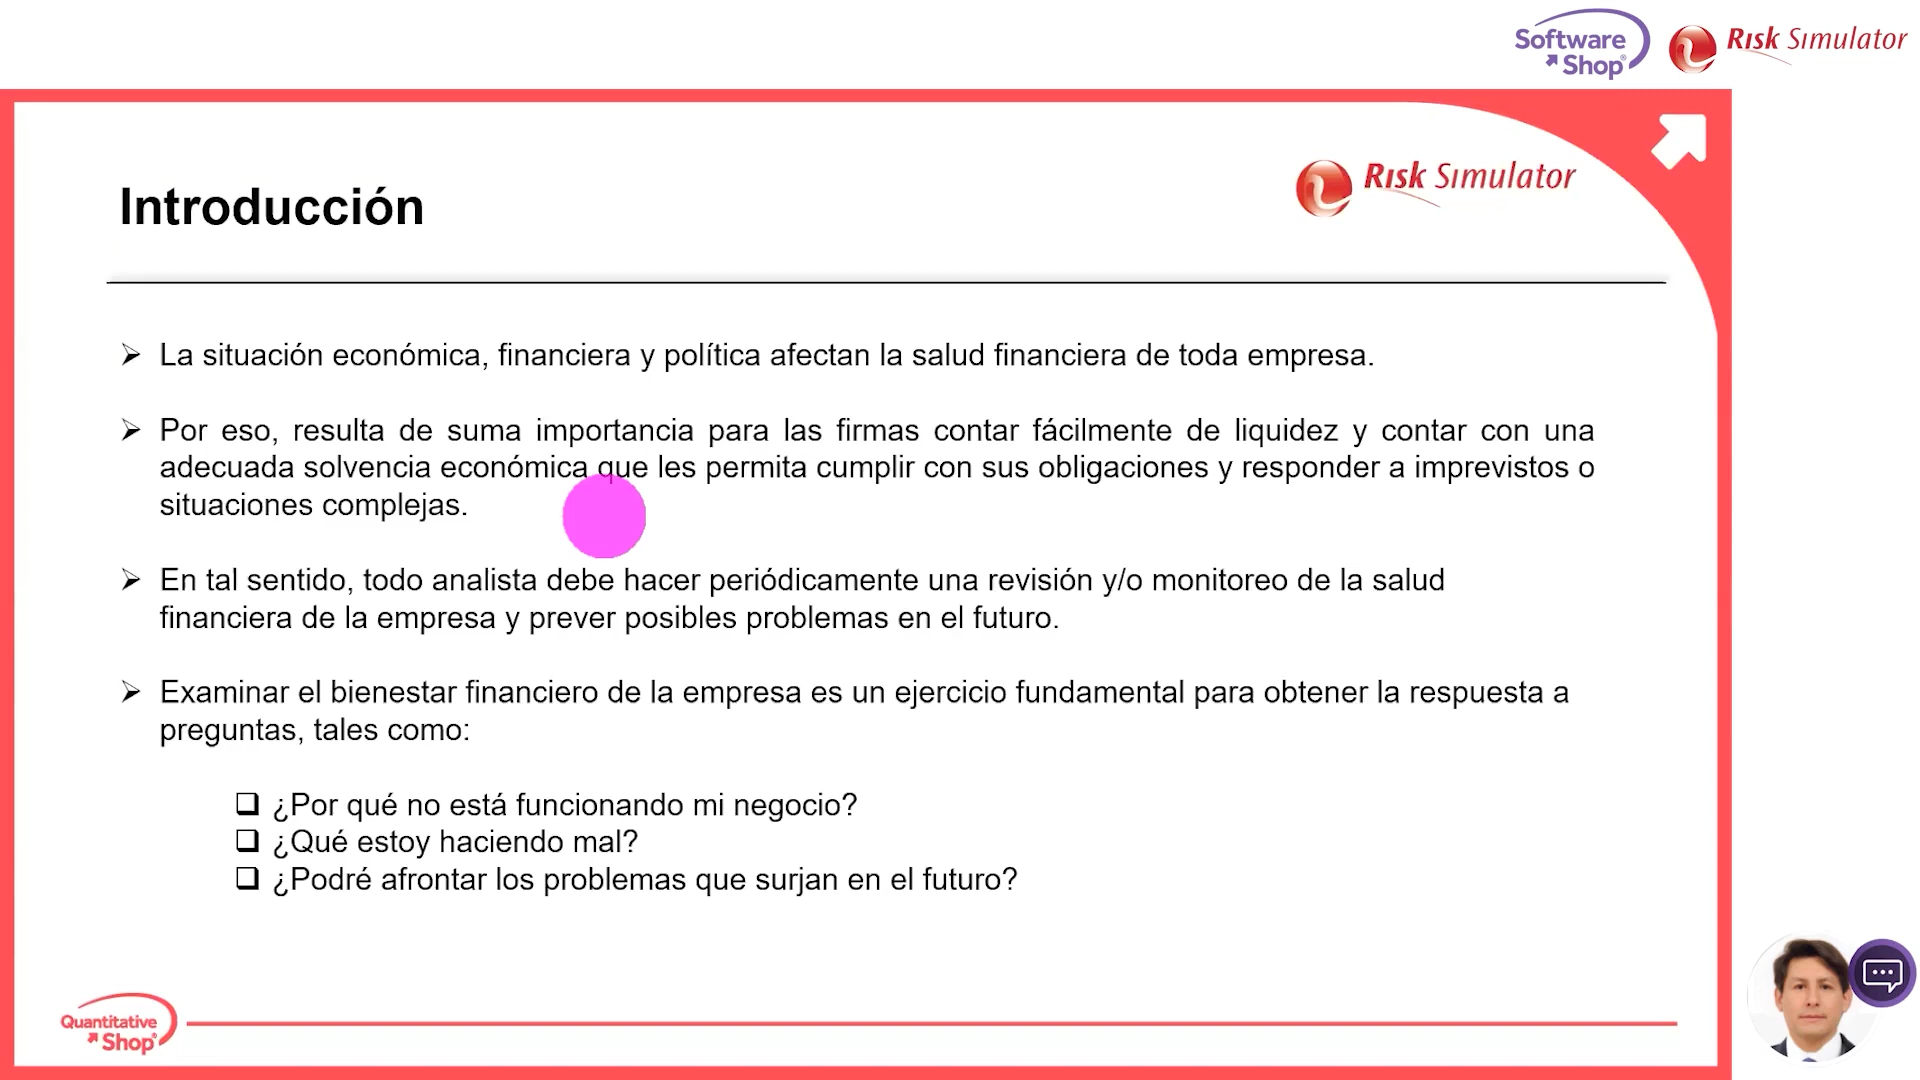 Software
Shop
Risk Simulator
Risk Simulator
Introducción
La situación económica, financiera y política afectan la salud financiera de toda empresa.
Por eso, resulta de suma importancia para las firmas contar fácilmente de liquidez y contar con una
adecuada solvencia económica que les permita cumplir con sus obligaciones y responder a imprevistos o
situaciones complejas.
En tal sentido, todo analista debe hacer periódicamente una revisión y/o monitoreo de la salud
financiera de la empresa y prever posibles problemas en el futuro.
Examinar el bienestar financiero de la empresa es un ejercicio fundamental para obtener la respuesta a
preguntas, tales como:
¿Por qué no está funcionando mi negocio?
¿Qué estoy haciendo mal?
¿Podré afrontar los problemas que surjan en el futuro?
Quantitative
Shop